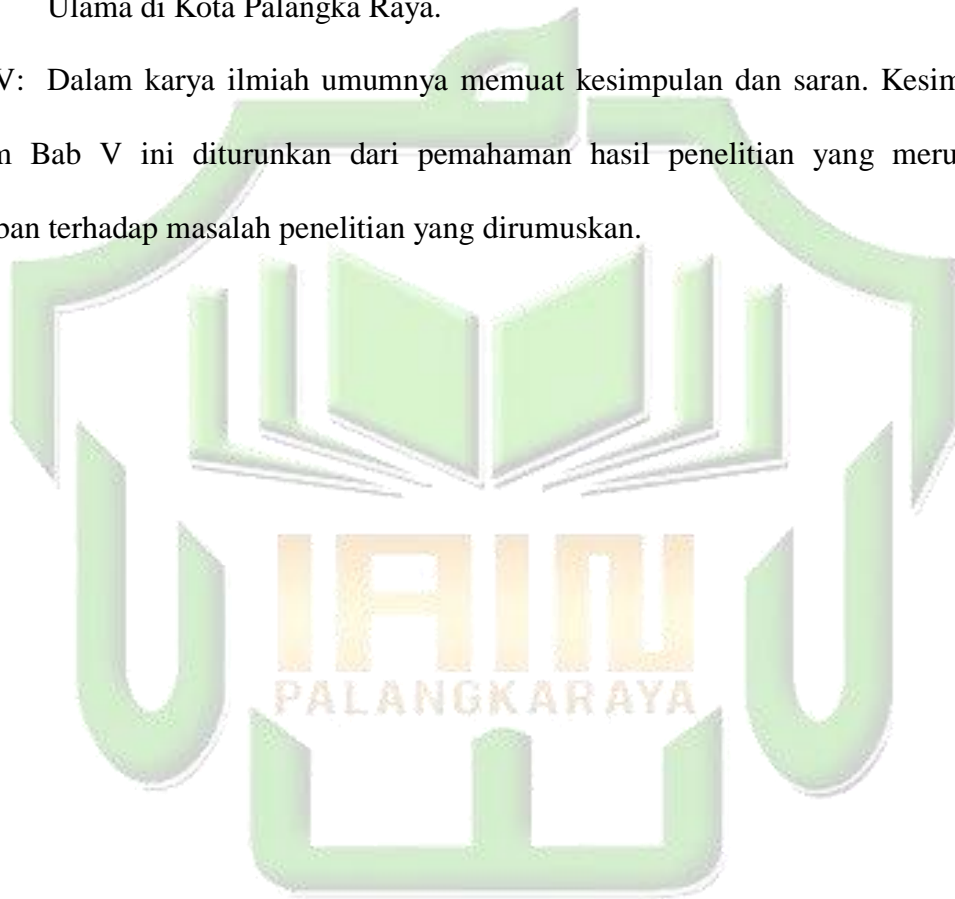 Ulama di Kota Palangka Raya.
V: Dalam karya ilmiah umumnya memuat kesimpulan dan saran. Kesim
m Bab V ini diturunkan dari pemahaman hasil penelitian yang meru
ban terhadap masalah penelitian yang dirumuskan.
IAIN
PALANGKARAYA